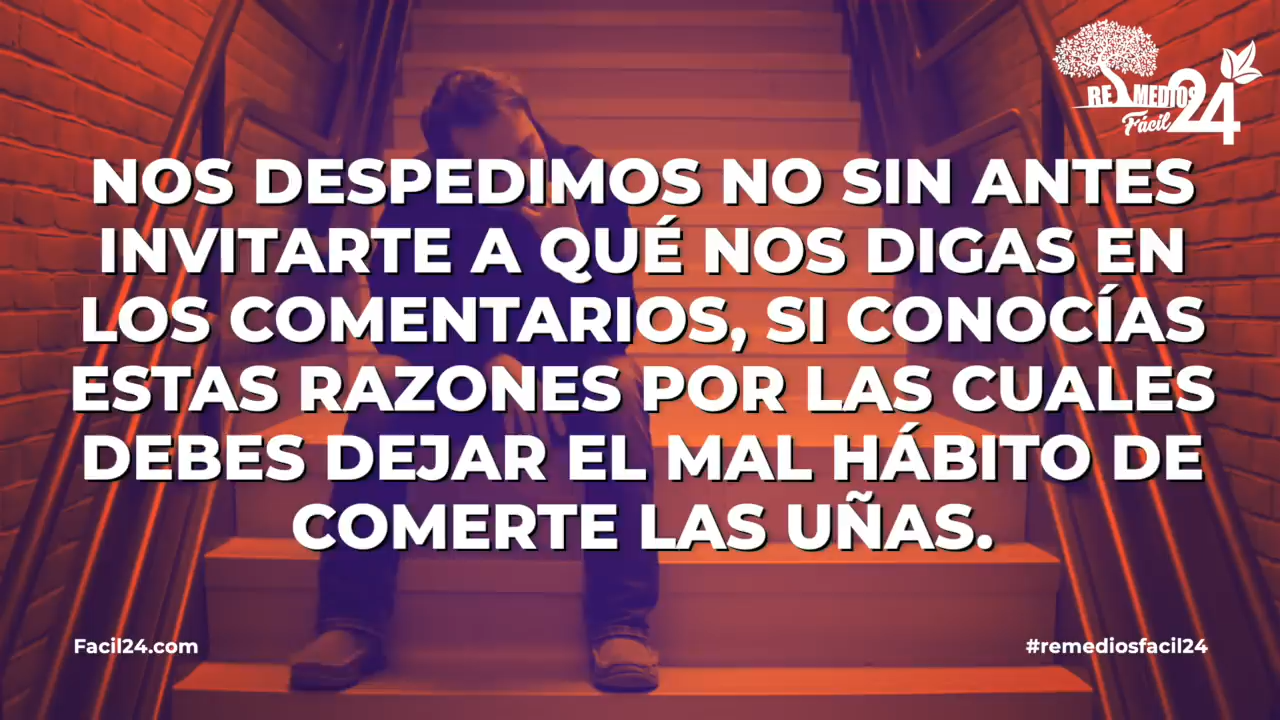 REMEDIOS
Fácil 24
NOS DESPEDIMOS NO SIN ANTES
INVITARTE A QUÉ NOS DIGAS EN
LOS COMENTARIOS, SI CONOCÍAS
ESTAS RAZONES POR LAS CUALES
DEBES DEJAR EL MAL HÁBITO DE
COMERTE LAS UÑAS.
Facil24.com
#remediosfacil24